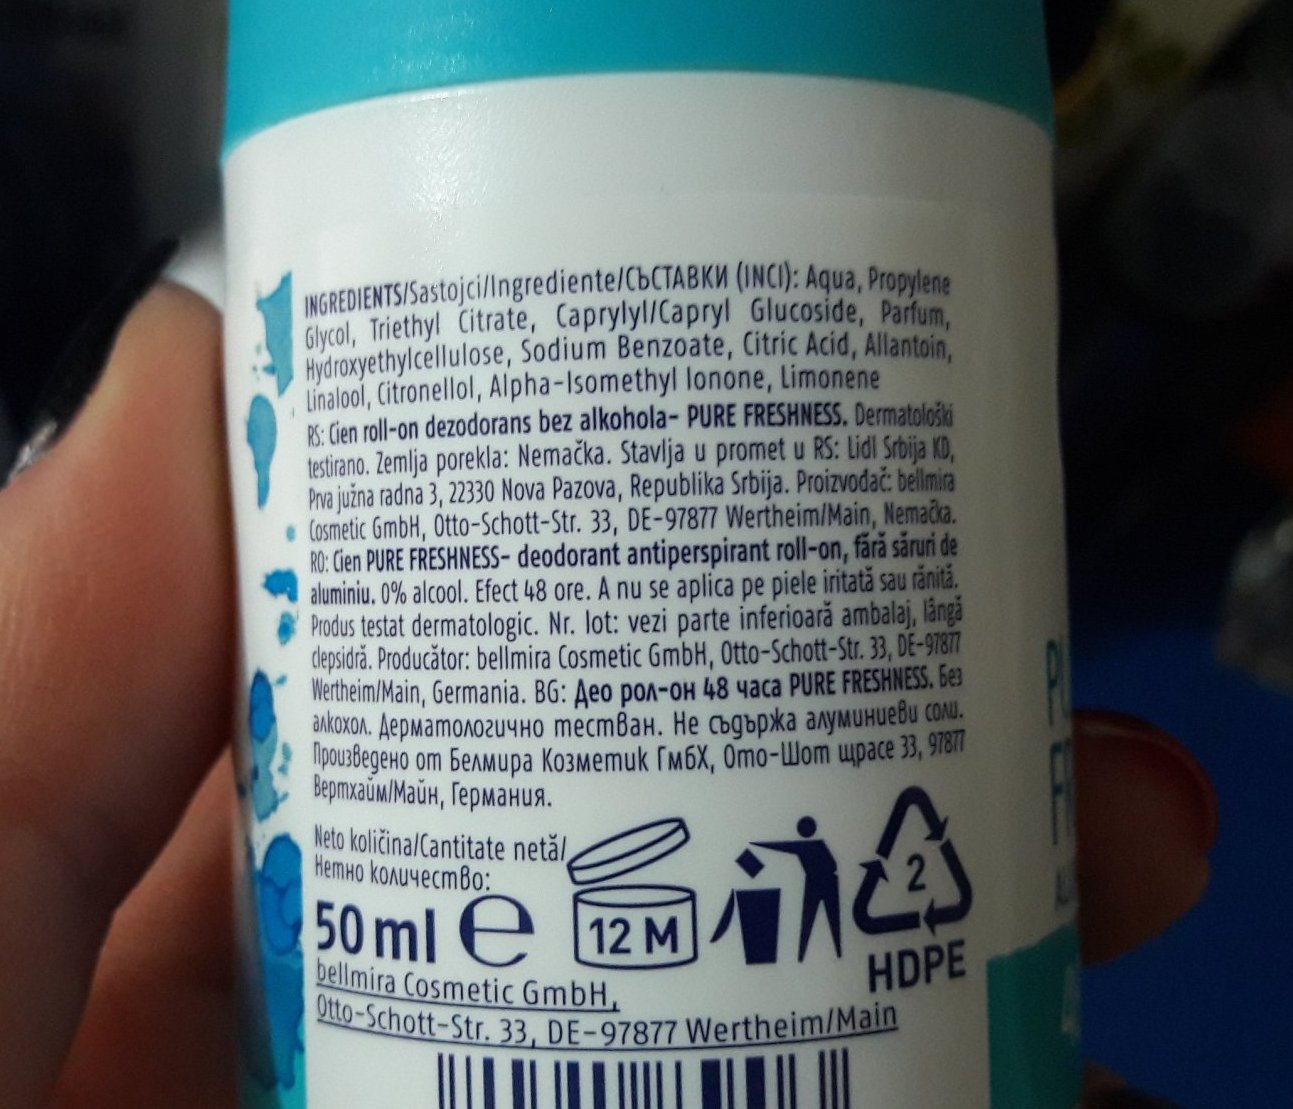 INGREDIENTS/Sastojci/Ingrediente/СЪСТАВКИ (INCI): Aqua, Propylene
Glycol, Triethyl Citrate, Caprylyl/Capryl Glucoside, Parfum,
Hydroxyethylcellulose, Sodium Benzoate, Citric Acid, Allantoin,
Linalool, Citronellol, Alpha-Isomethyl Ionone, Limonene
RS: Cien roll-on dezodorans bez alkohola- PURE FRESHNESS. Dermatološki
testirano. Zemlja porekla: Nemačka. Stavlja u promet u RS: Lidl Srbija KD,
Prva južna radna 3, 22330 Nova Pazova, Republika Srbija. Proizvođač: bellmira
Cosmetic GmbH, Otto-Schott-Str. 33, DE-97877 Wertheim/Main, Nemačka.
RO: Cien PURE FRESHNESS- deodorant antiperspirant roll-on, fără săruri de
aluminiu. 0% alcool. Efect 48 ore. A nu se aplica pe piele iritată sau rănită.
Produs testat dermatologic. Nr. lot: vezi parte inferioară ambalaj, lângă
clepsidră. Producător: bellmira Cosmetic GmbH, Otto-Schott-Str. 33, DE-97877
Wertheim/Main, Germania. BG: Део рол-он 48 часа PURE FRESHNESS. Без
алкохол. Дерматологично тестван. Не съдържа алуминиеви соли.
Произведено от Белмира Козметик ГмбХ, Ото-Шот щрасе 33, 97877
Вертхайм/Майн, Германия.
Neto količina/Cantitate netă/
Нетно количество:
50 ml e
12 M
2
HDPE
bellmira Cosmetic GmbH,
Otto-Schott-Str. 33, DE-97877 Wertheim/Main